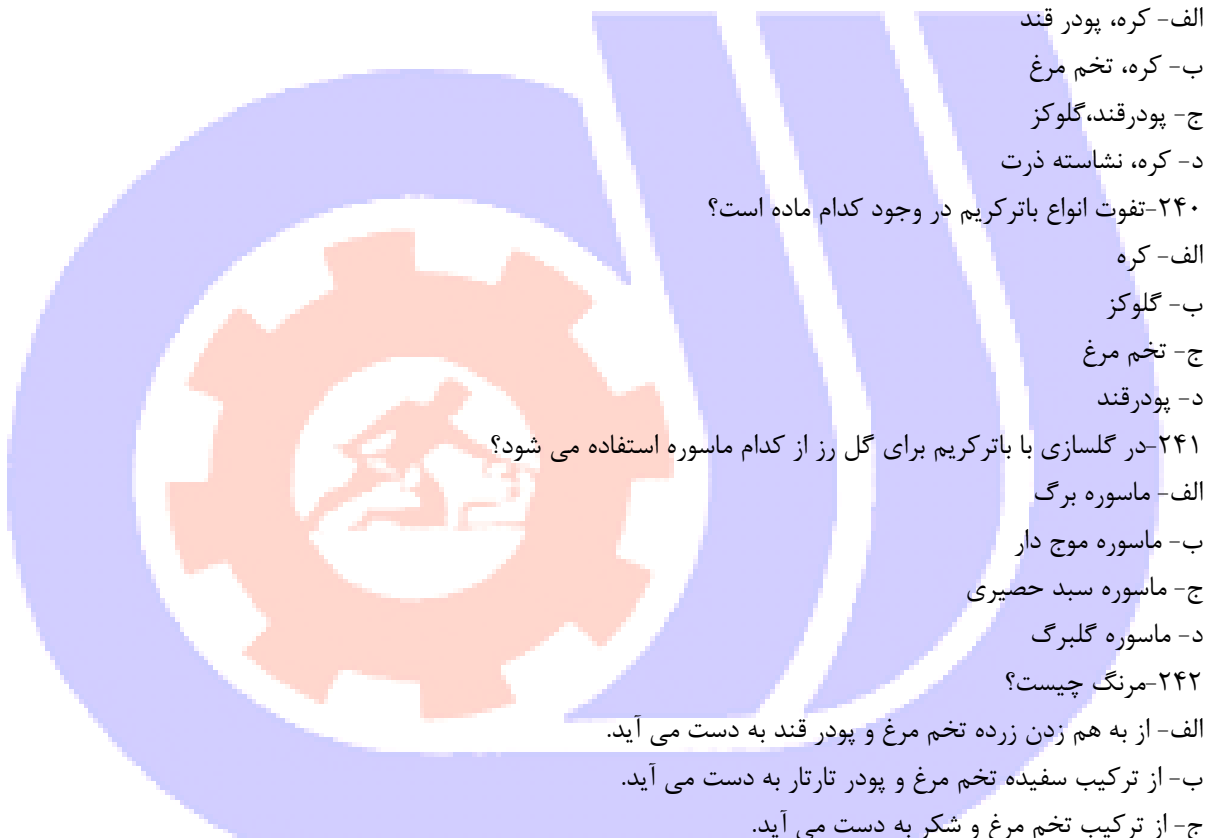 الف- کره، پودر قند
ب- کره، تخم مرغ
ج- پودرقند،گلوکز
د- کره، نشاسته ذرت
۲۴۰-تفوت انواع باترکریم در وجود کدام ماده است؟
الف- کره
ب- گلوکز
ج- تخم مرغ
د- پودرقند
۲۴۱-در گلسازی با باترکریم برای گل رز از کدام ماسوره استفاده می شود؟
الف- ماسوره برگ
ب- ماسوره موج دار
ج- ماسوره سبد حصیری
د- ماسوره گلبرگ
۲۴۲-مرنگ چیست؟
الف- از به هم زدن زرده تخم مرغ و پودر قند به دست می آید.
ب- از ترکیب سفیده تخم مرغ و پودر تارتار به دست می آید.
ج- از ترکیب تخم مرغ و شکر به دست می آید.